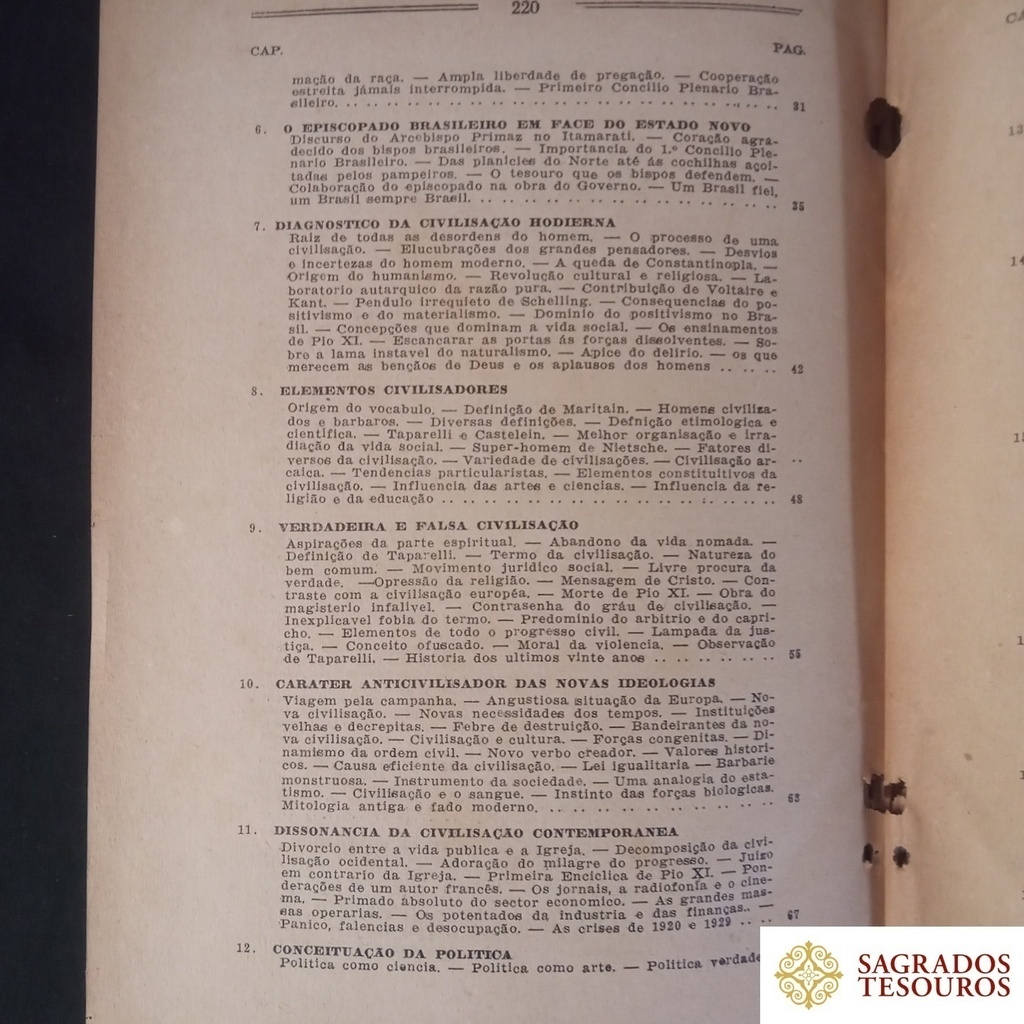 220
CAP. PAG.
mação da raça. — Ampla liberdade de pregação. — Cooperação
estreita jámais interrompida. — Primeiro Concilio Plenario Bra-
sileiro. .. .. .. .. .. .. .. .. .. .. .. .. .. .. .. .. .. .. .. .. 31
6. O EPISCOPADO BRASILEIRO EM FACE DO ESTADO NOVO
Discurso do Arcebispo Primaz no Itamarati. — Coração agra-
decido dos bispos brasileiros. — Importancia do 1.º Concilio Ple-
nario Brasileiro. — Das planicies do Norte até ás cochilhas açoi-
tadas pelos pampeiros. — O tesouro que os bispos defendem. —
Colaboração do episcopado na obra do Governo. — Um Brasil fiel,
um Brasil sempre Brasil. .. .. .. .. .. .. .. .. .. .. .. .. .. 35
7. DIAGNOSTICO DA CIVILISAÇÃO HODIERNA
Raiz de todas as desordens do homem. — O processo de uma
civilisação. — Elucubrações dos grandes pensadores. — Desvios
e incertezas do homem moderno. — A queda de Constantinopla. —
Origem do humanismo. — Revolução cultural e religiosa. — La-
boratorio autarquico da razão pura. — Contribuição de Voltaire e
Kant. — Pendulo irrequieto de Schelling. — Consequencias do po-
sitivismo e do materialismo. — Dominio do positivismo no Bra-
sil. — Concepções que dominam a vida social. — Os ensinamentos
de Pio XI. — Escancarar as portas ás forças dissolventes. — So-
bre a lama instavel do naturalismo. — Apice do delirio. — os que
merecem as bençãos de Deus e os aplausos dos homens .. .. .. 42
8. ELEMENTOS CIVILISADORES
Origem do vocabulo. — Definição de Maritain. — Homens civiliza-
dos e barbaros. — Diversas definições. — Defnição etimologica e
cientifica. — Taparelli e Castelein. — Melhor organisação e irra-
diação da vida social. — Super-homem de Nietsche. — Fatores di-
versos da civilisação. — Variedade de civilisações. — Civilisação ar- ..
caica. — Tendencias particularistas. — Elementos constitutivos da
civilisação. — Influencia das artes e ciencias. — Influencia da re-
ligião e da educação .. .. .. .. .. .. .. .. .. .. .. .. .. .. .. 48
9. VERDADEIRA E FALSA CIVILISAÇÃO
Aspirações da parte espiritual. — Abandono da vida nomada. —
Definição de Taparelli. — Termo da civilisação. — Natureza do
bem comum. — Movimento juridico social. — Livre procura da
verdade. —Opressão da religião. — Mensagem de Cristo. — Con-
traste com a civilisação européa. — Morte de Pio XI. — Obra do
magisterio infalivel. — Contrasenha do gráu de civilisação. —
Inexplicavel fobia do termo. — Predominio do arbitrio e do capri-
cho. — Elementos de todo o progresso civil. — Lampada da jus-
tiça. — Conceito ofuscado. — Moral da violencia. — Observação
de Taparelli. — Historia dos ultimos vinte anos .. .. .. .. .. .. 55
10. CARATER ANTICIVILISADOR DAS NOVAS IDEOLOGIAS
Viagem pela campanha. — Angustiosa situação da Europa. — No-
va civilisação. — Novas necessidades dos tempos. — Instituições
velhas e decrepitas. — Febre de destruição. — Bandeirantes da no-
va civilisação. — Civilisação e cultura. — Forças congenitas. — Di-
namismo da ordem civil. — Novo verbo creador. — Valores histori-
cos. — Causa eficiente da civilisação. — Lei igualitaria — Barbarie
monstruosa. — Instrumento da sociedade. — Uma analogia do esta-
tismo. — Civilisação e o sangue. — Instinto das forças biologicas.
Mitologia antiga e fado moderno. .. .. .. .. .. .. .. .. .. .. 63
11. DISSONANCIA DA CIVILISAÇÃO CONTEMPORANEA
Divorcio entre a vida publica e a Igreja. — Decomposição da civi-
lisação ocidental. — Adoração do milagre do progresso. — Juizo
em contrario da Igreja. — Primeira Enciclica de Pio XI. — Pon-
derações de um autor francês. — Os jornais, a radiofonia e o cine-
ma. — Primado absoluto do sector economico. — As grandes mas-
sas operarias. — Os potentados da industria e das finanças.. —
Panico, falencias e desocupação. — As crises de 1920 e 1929 .. .. 67
12. CONCEITUAÇÃO DA POLITICA
Politica como ciencia. — Politica como arte. — Politica verdade
SAGRADOS
TESOUROS